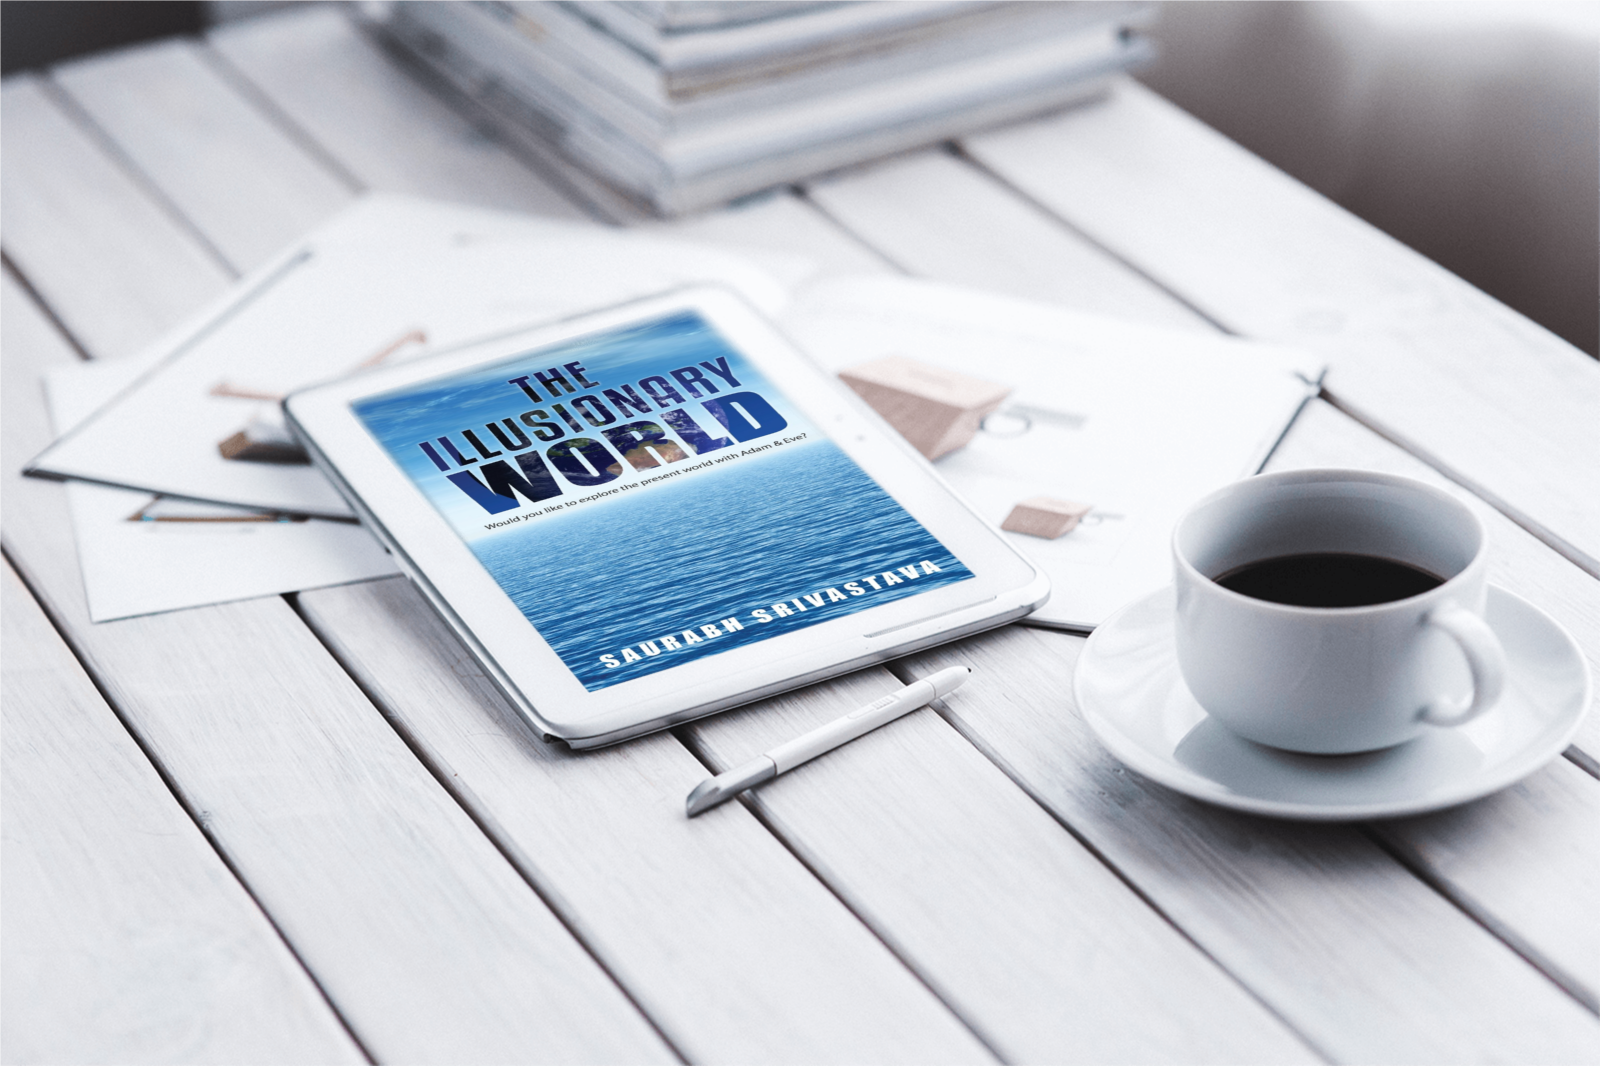 THE
ILLUSIONARY
WORLD
Would you like to explore the present world with Adam & Eve?
SAURABH SRIVASTAVA